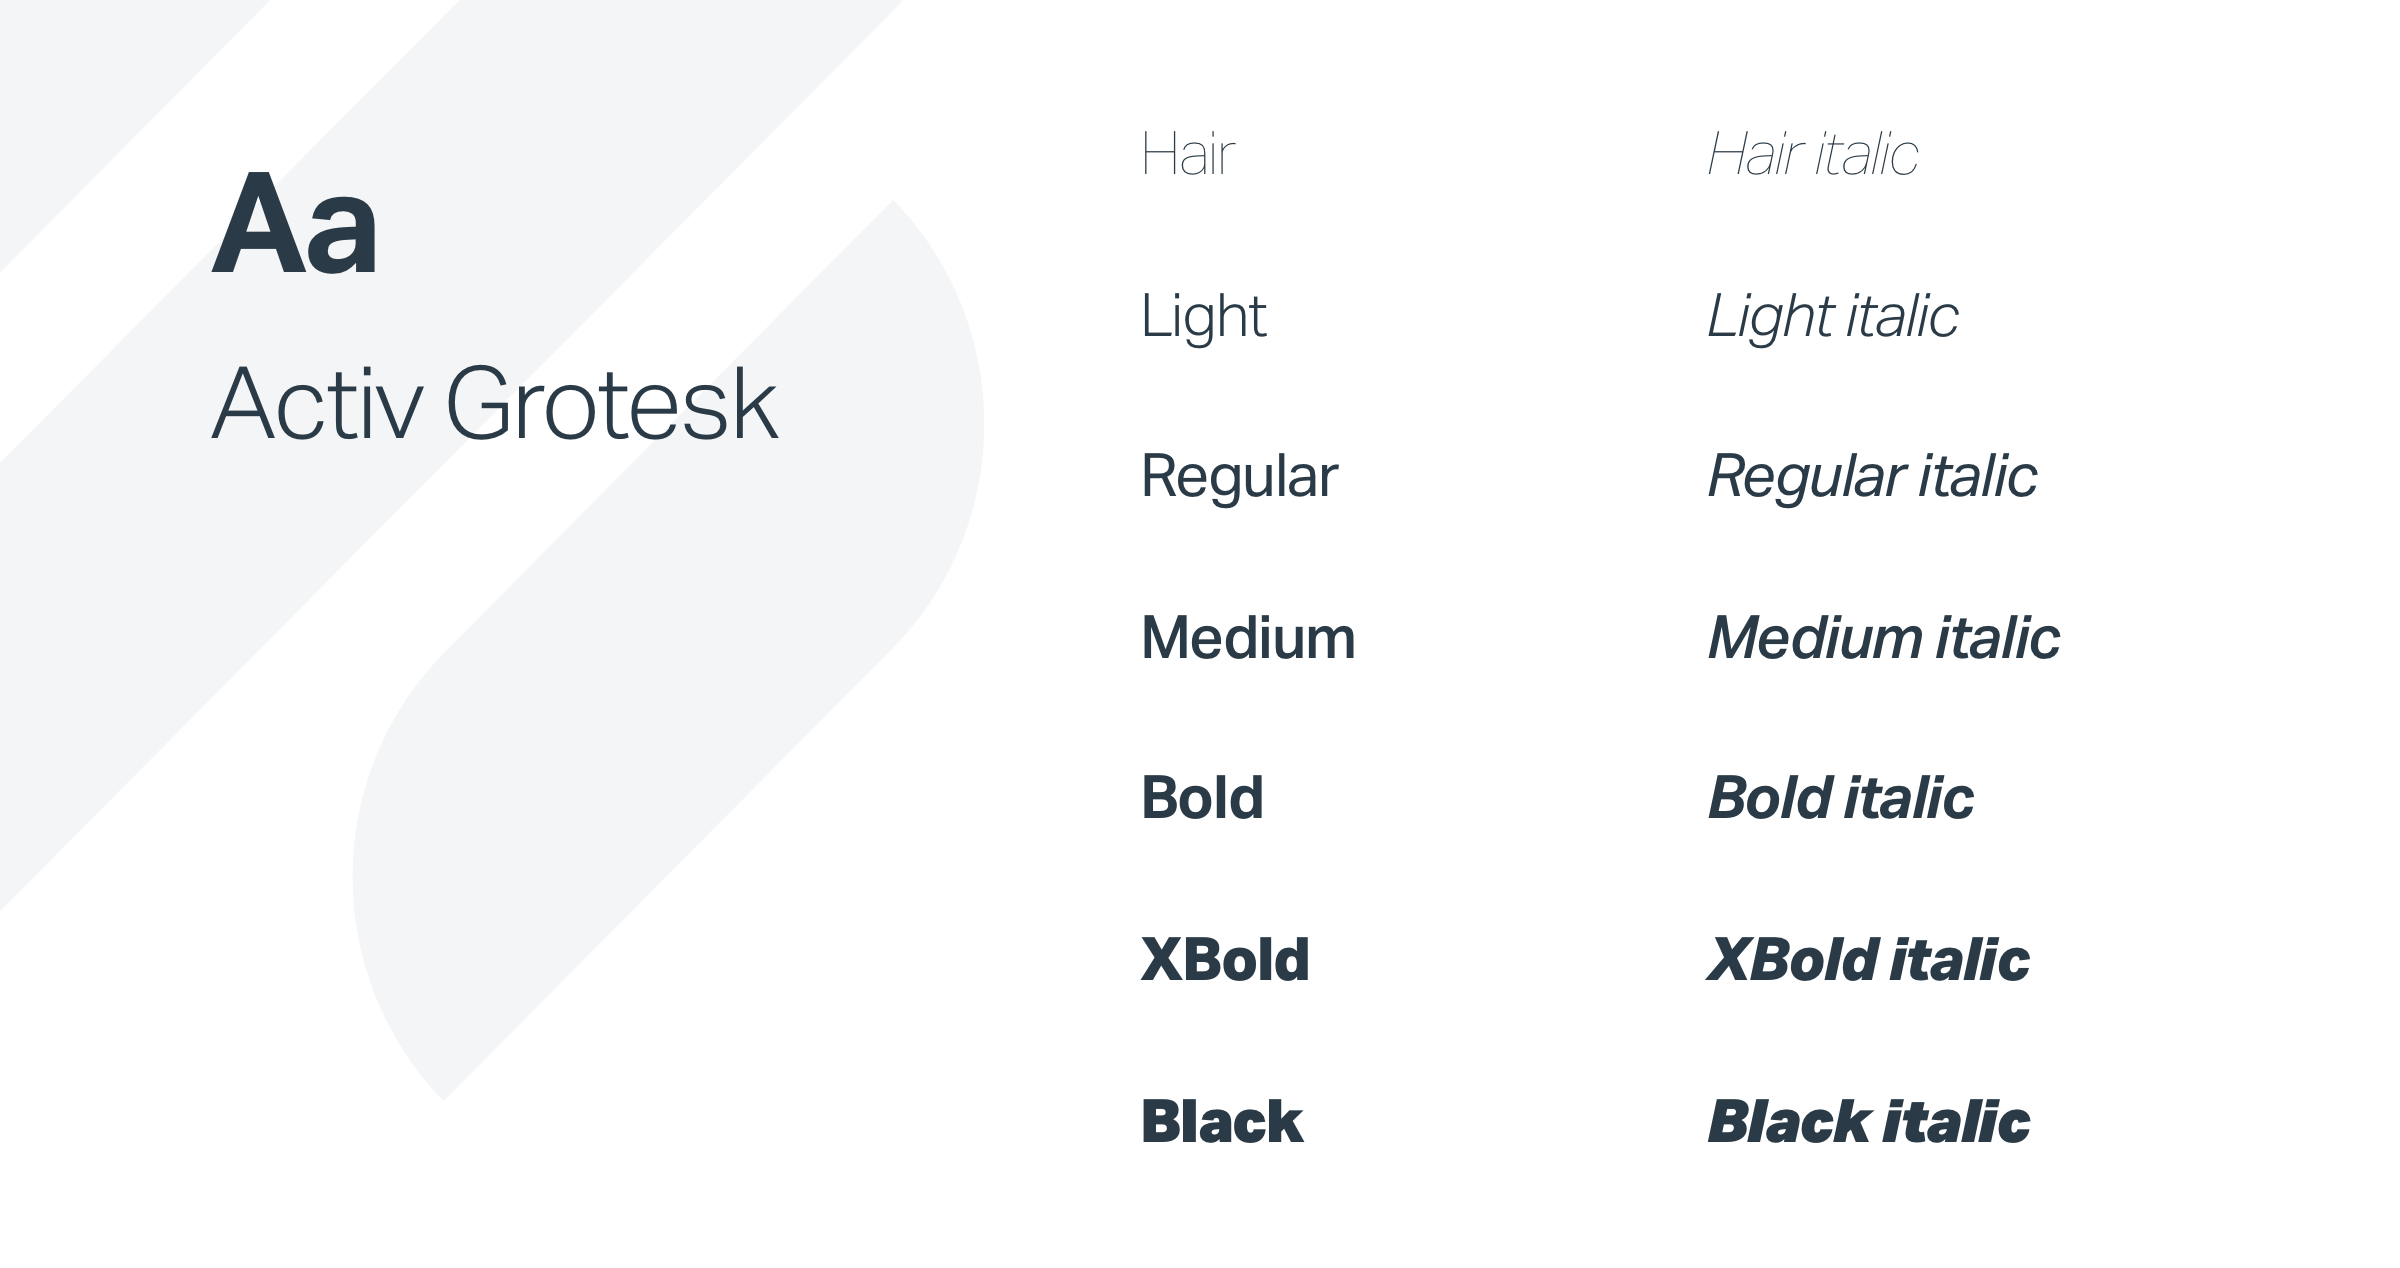 Aa
Activ Grotesk
Hair
Hair italic
Light
Light italic
Regular
Regular italic
Medium
Medium italic
Bold
Bold italic
XBold
XBold italic
Black
Black italic